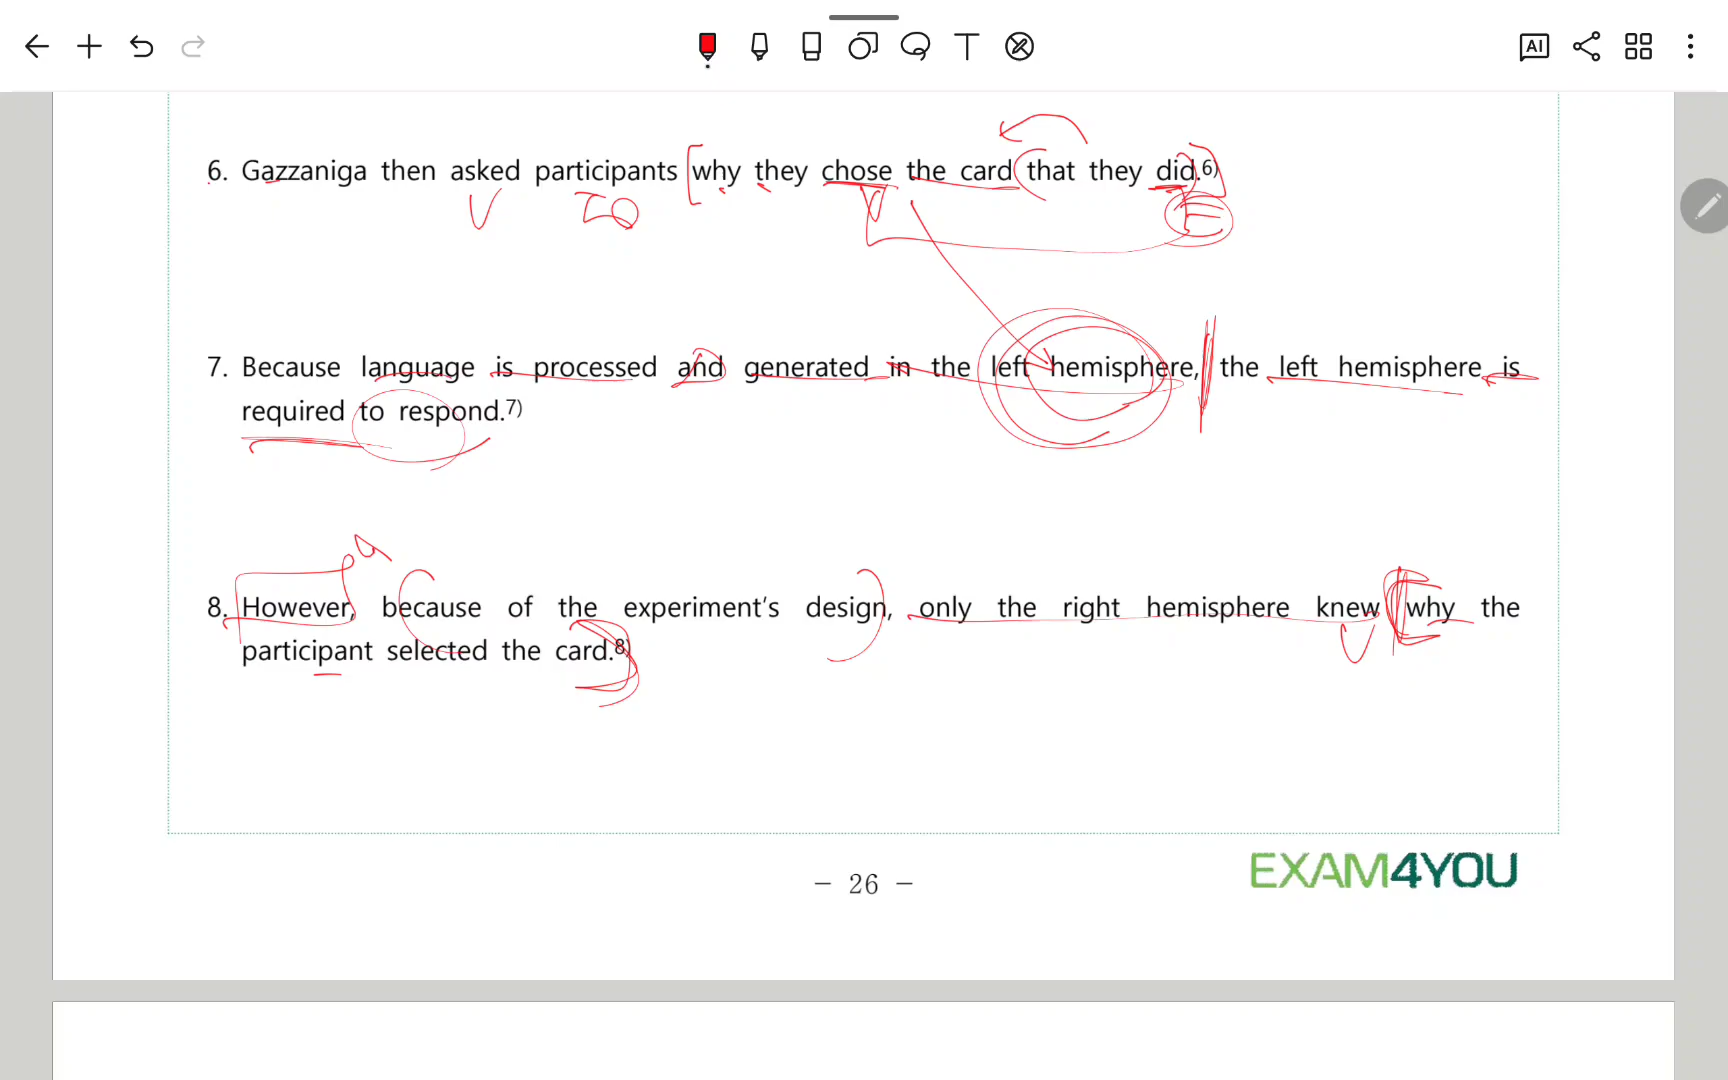 AI
6. Gazzaniga then asked participants why they chose the card that they did.6)
V IO V
7. Because language is processed and generated in the left hemisphere, the left hemisphere is
required to respond.7)
8. However, because of the experiment's design, only the right hemisphere knew why the
V
participant selected the card.8)
- 26 -
EXAM4YOU